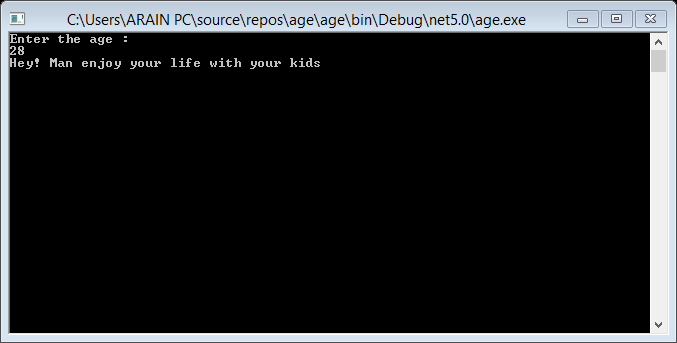 C:\Users\ARAIN PC\source\repos\age\age\bin\Debug\net5.0\age.exe
Enter the age :
28
Hey! Man enjoy your life with your kids